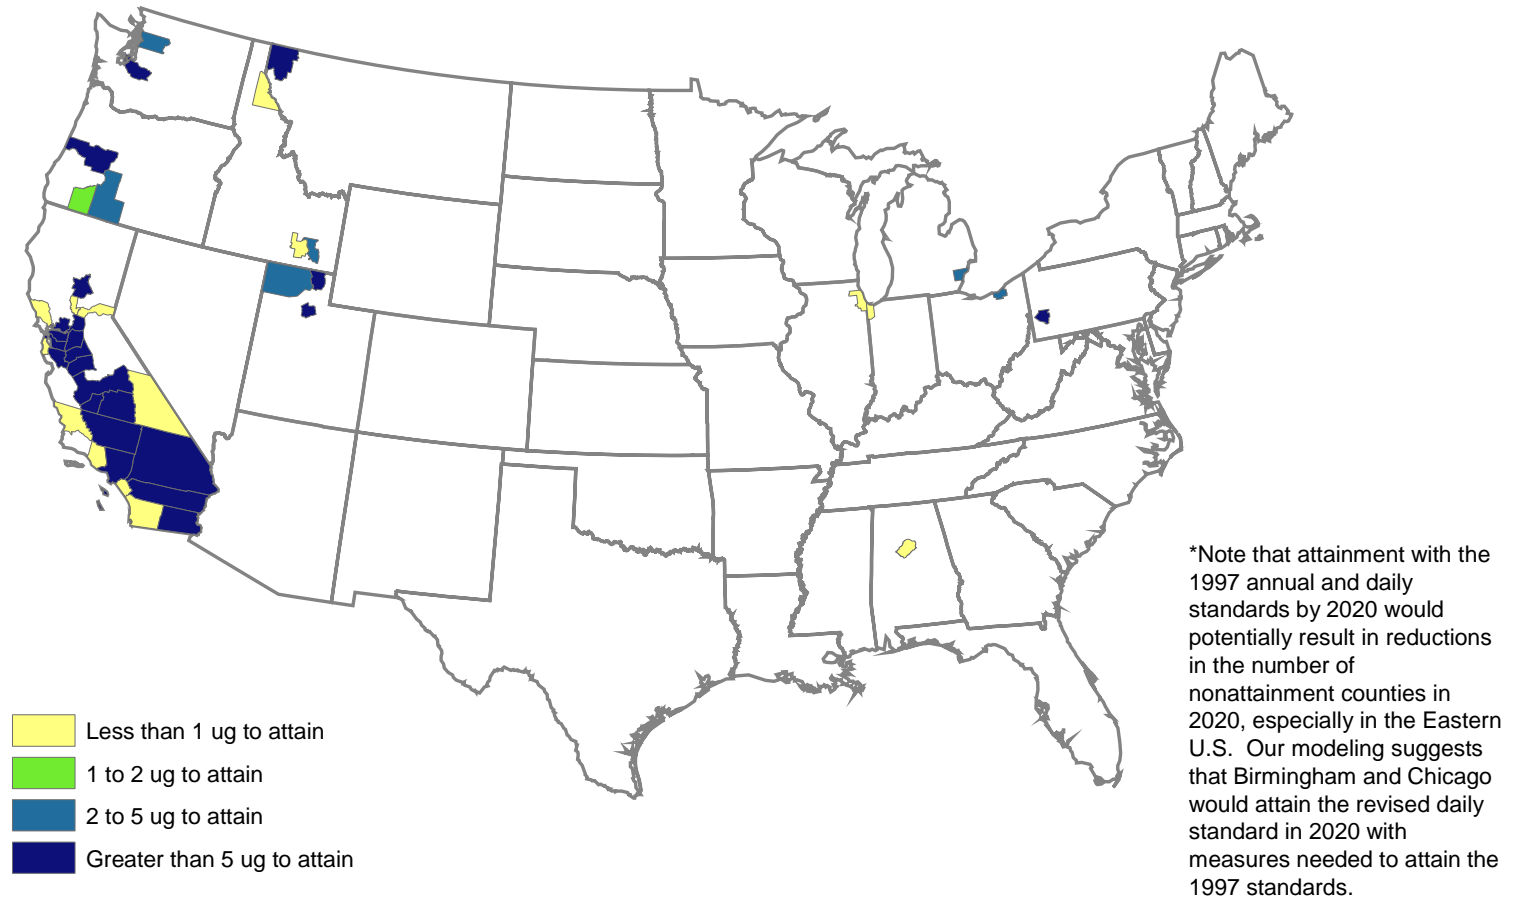 *Note that attainment with the
1997 annual and daily
standards by 2020 would
potentially result in reductions
in the number of
nonattainment counties in
2020, especially in the Eastern
U.S.  Our modeling suggests
that Birmingham and Chicago
would attain the revised daily
standard in 2020 with
measures needed to attain the
1997 standards.
Less than 1 ug to attain
1 to 2 ug to attain
2 to 5 ug to attain
Greater than 5 ug to attain